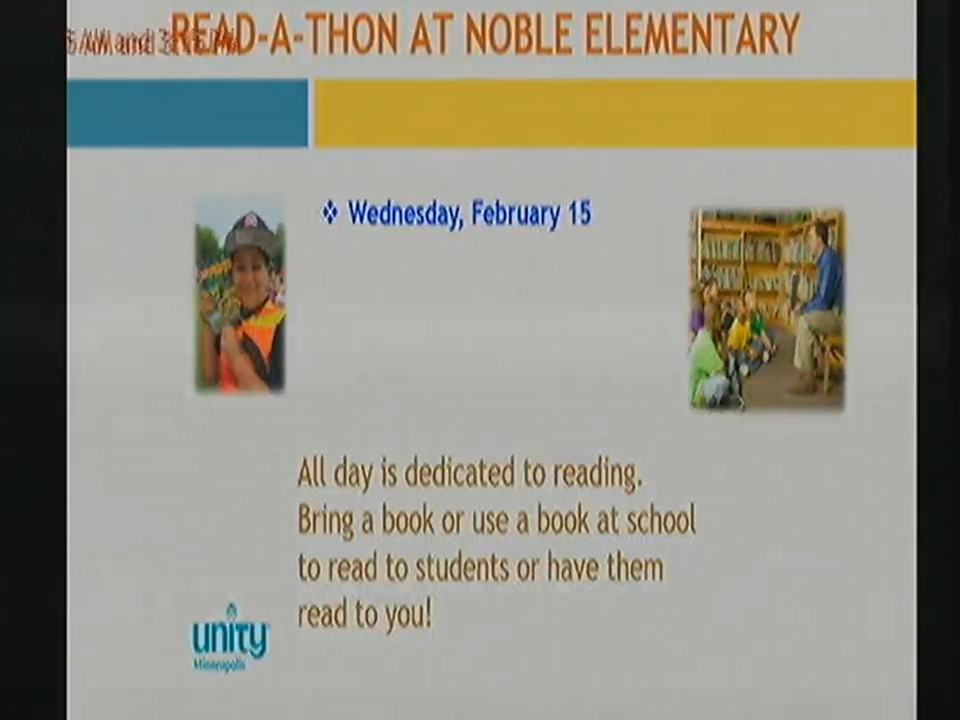 READ-A-THON AT NOBLE ELEMENTARY
❖ Wednesday, February 15
All day is dedicated to reading.
Bring a book or use a book at school
to read to students or have them
read to you!
unity
Minneapolis